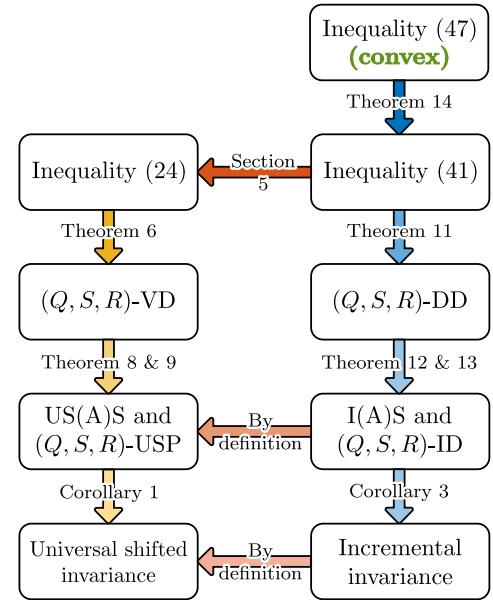 Inequality (47)
(convex)
Theorem 14
Inequality (24)
Section
5
Inequality (41)
Theorem 6
Theorem 11
(Q, S, R)-VD
(Q, S, R)-DD
Theorem 8 & 9
Theorem 12 & 13
US(A)S and
(Q, S, R)-USP
By
definition
I(A)S and
(Q, S, R)-ID
Corollary 1
Corollary 3
Universal shifted
invariance
By
definition
Incremental
invariance